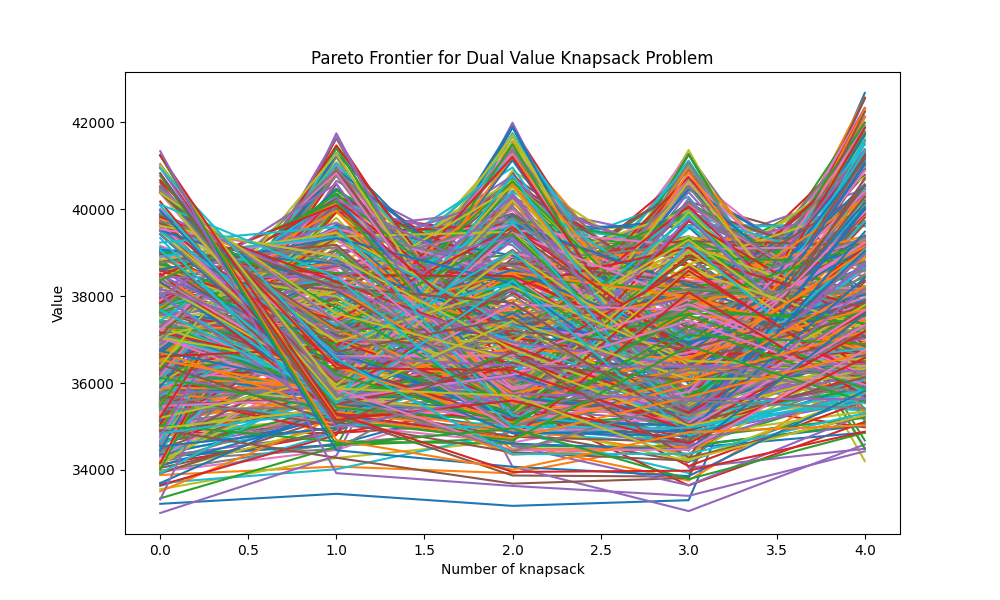 Pareto Frontier for Dual Value Knapsack Problem
42000
40000
38000
36000
34000
Value
0.0 0.5 1.0 1.5 2.0 2.5 3.0 3.5 4.0
Number of knapsack